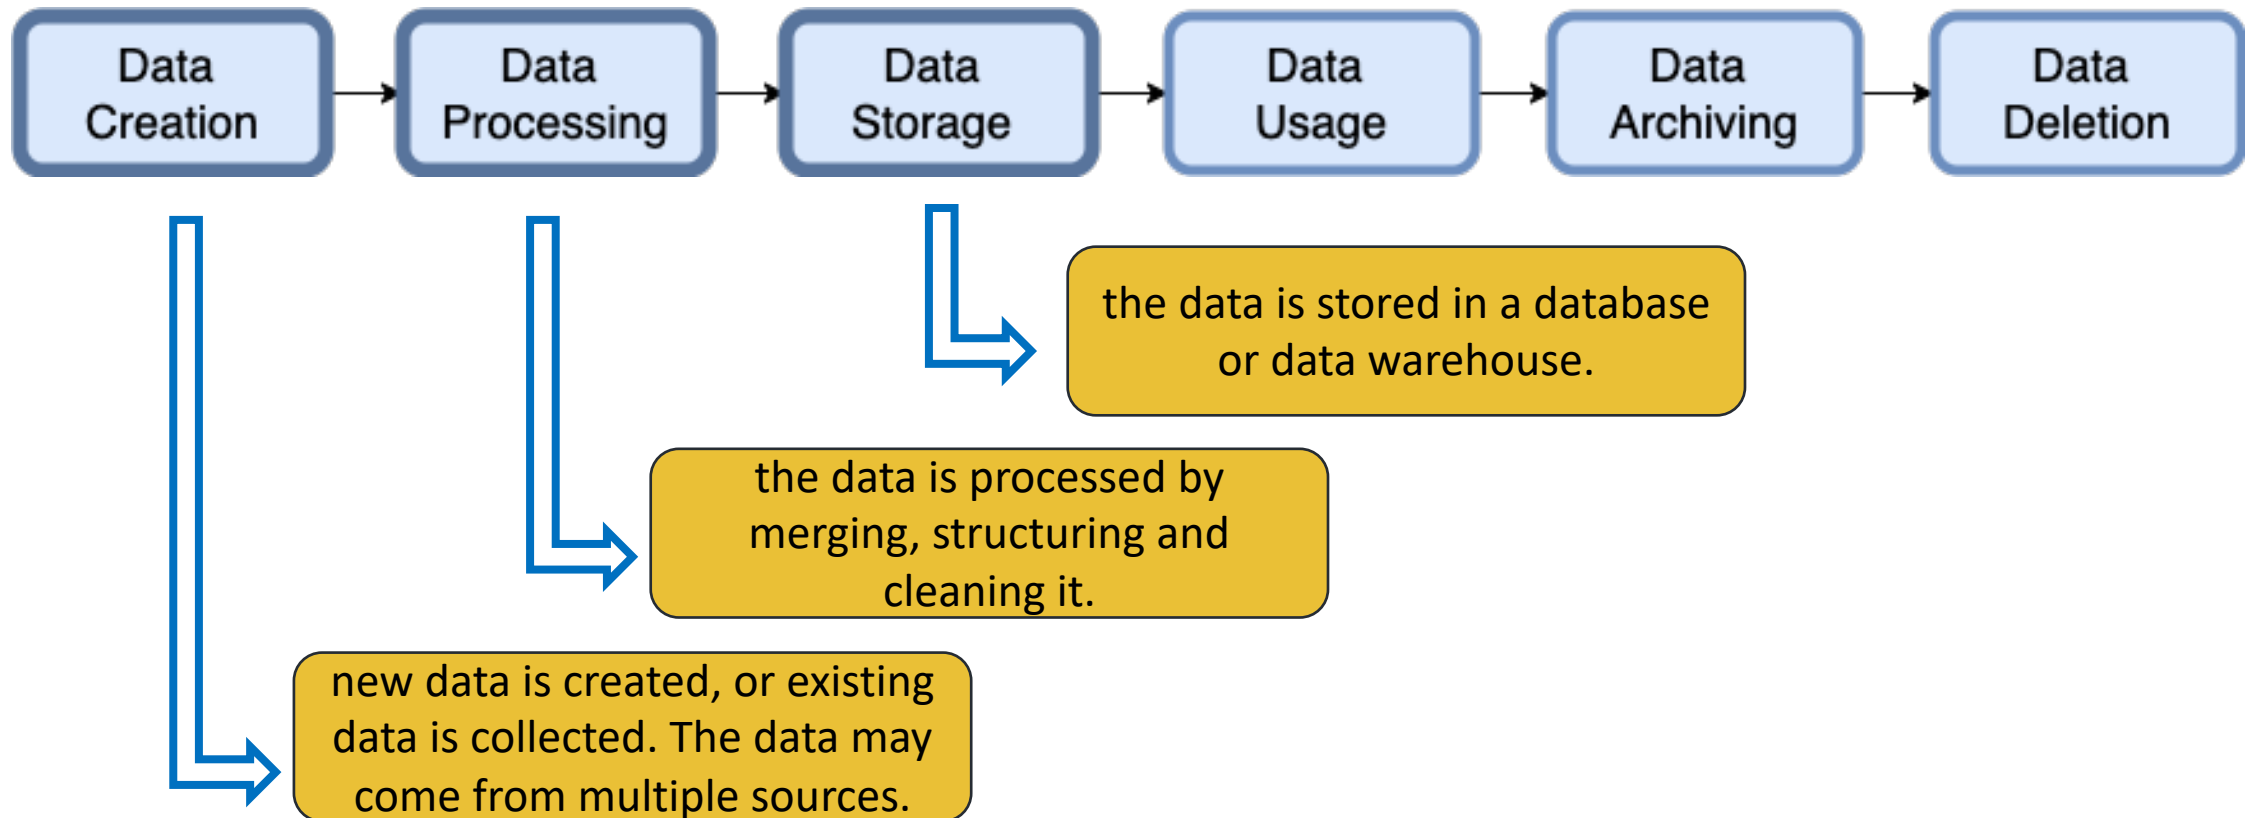 Data
Creation
Data
Processing
Data
Storage
Data
Usage
Data
Archiving
Data
Deletion
the data is stored in a database
or data warehouse.
the data is processed by
merging, structuring and
cleaning it.
new data is created, or existing
data is collected. The data may
come from multiple sources.